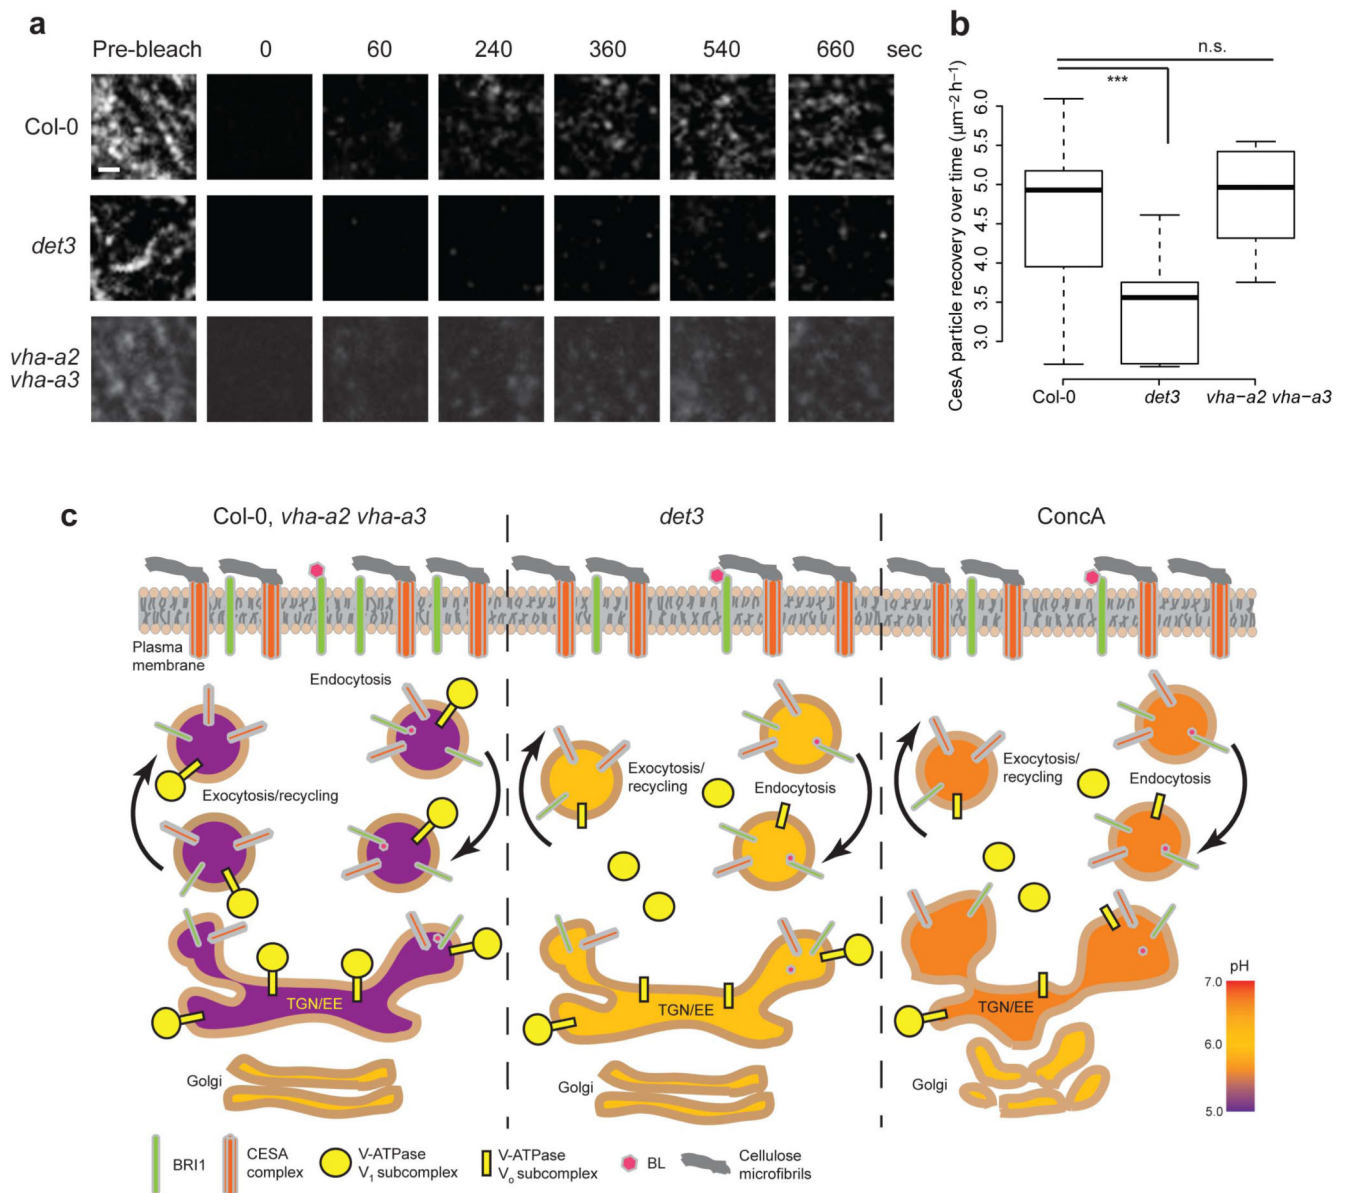 a
Pre-bleach 0 60 240 360 540 660 sec
Col-0
det3
vha-a2
vha-a3
b
n.s.
***
CesA particle recovery over time (μm⁻² h⁻¹)
6.0
5.5
5.0
4.5
4.0
3.5
3.0
Col-0 det3 vha-a2 vha-a3
c
Col-0, vha-a2 vha-a3
det3
ConcA
Plasma
membrane
Endocytosis
Exocytosis/recycling
Exocytosis/
recycling
Endocytosis
Exocytosis/
recycling
Endocytosis
TGN/EE
TGN/EE
TGN/EE
Golgi
Golgi
pH
7.0
6.0
5.0
BRI1
CESA
complex
V-ATPase
V₁ subcomplex
V-ATPase
Vₒ subcomplex
BL
Cellulose
microfibrils